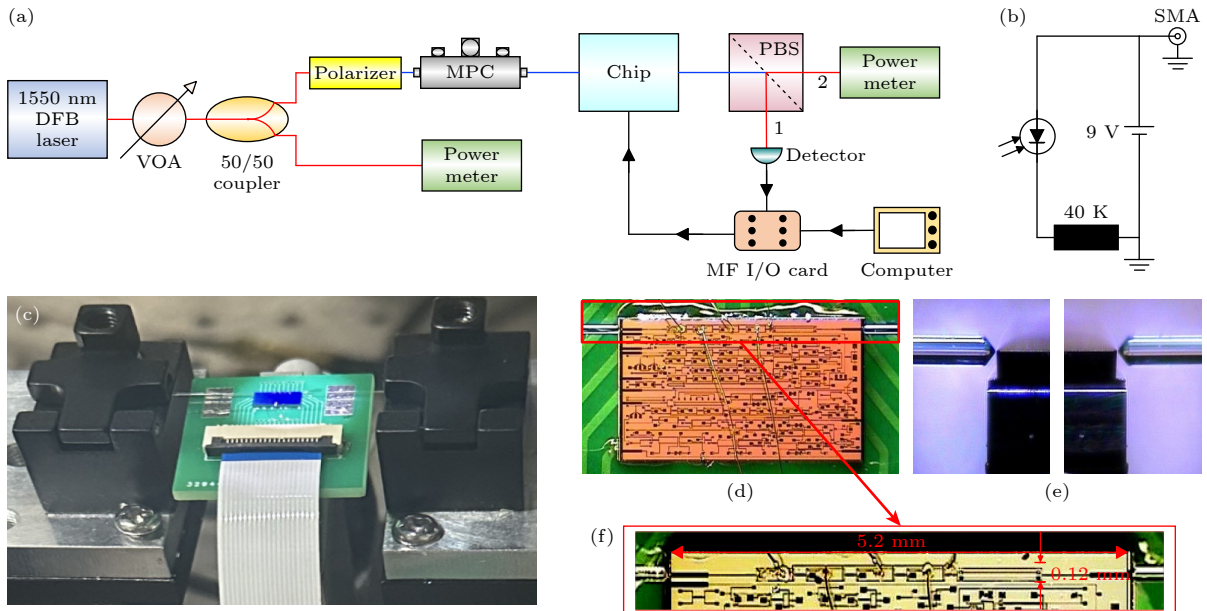 (a)
1550 nm
DFB
laser
VOA
50/50
coupler
Polarizer
MPC
Power
meter
Chip
PBS
2
1
Power
meter
Detector
MF I/O card
Computer
(b)
SMA
9 V
40 K
(c)
(d)
(e)
(f)
5.2 mm
0.12 mm